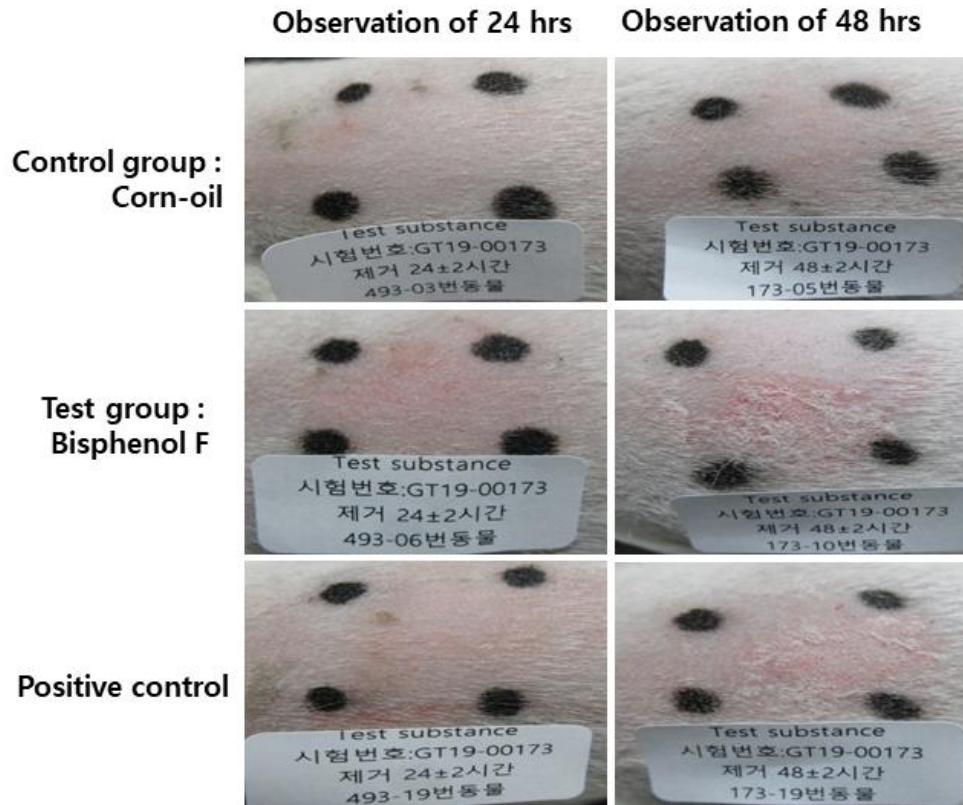 Observation of 24 hrs
Observation of 48 hrs
Control group :
Corn-oil
Test substance
시험번호:GT19-00173
제거 24±2시간
493-03번동물
Test substance
시험번호:GT19-00173
제거 48±2시간
173-05번동물
Test group :
Bisphenol F
Test substance
시험번호:GT19-00173
제거 24±2시간
493-06번동물
Test substance
시험번호:GT19-00173
제거 48±2시간
173-10번동물
Positive control
Test substance
시험번호:GT19-00173
제거 24±2시간
493-19번동물
Test substance
시험번호:GT19-00173
제거 48±2시간
173-19번동물